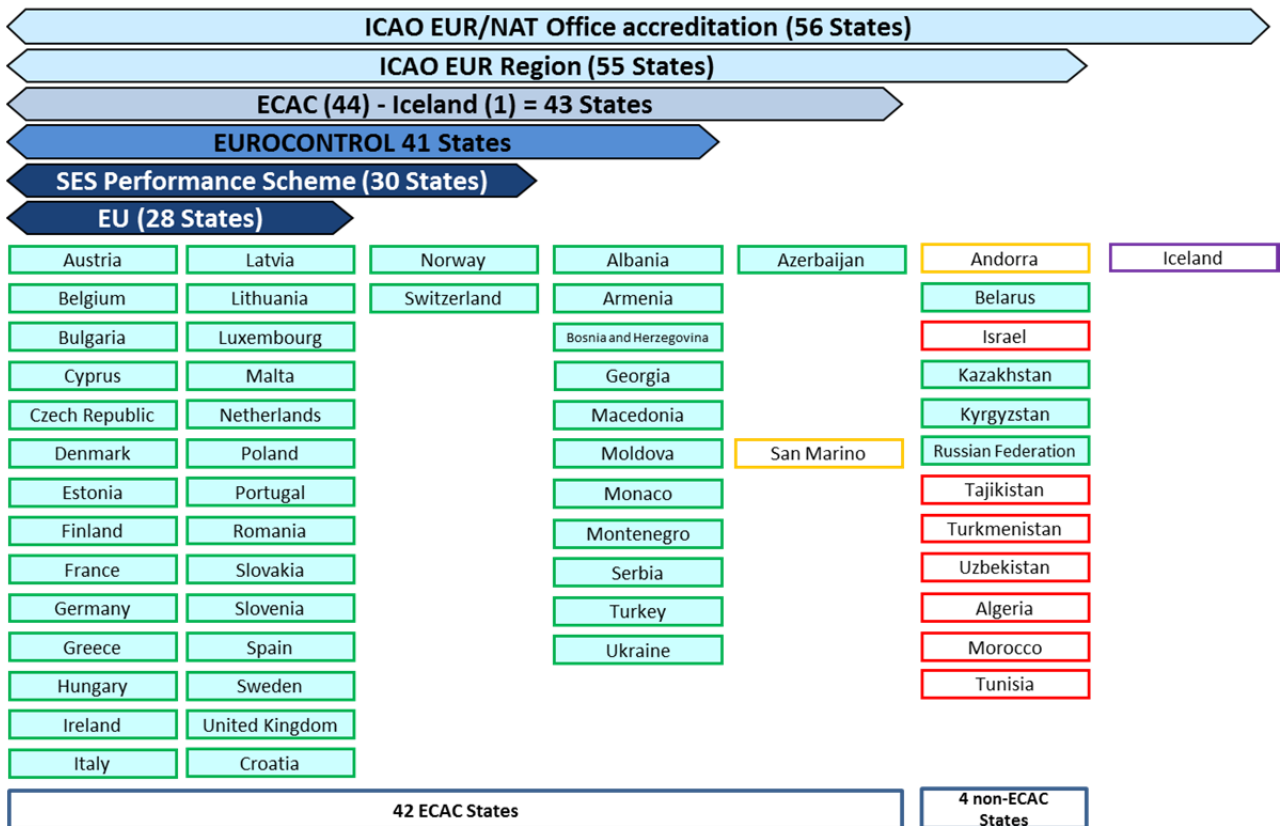 ICAO EUR/NAT Office accreditation (56 States)
ICAO EUR Region (55 States)
ECAC (44) - Iceland (1) = 43 States
EUROCONTROL 41 States
SES Performance Scheme (30 States)
EU (28 States)
Austria
Belgium
Bulgaria
Cyprus
Czech Republic
Denmark
Estonia
Finland
France
Germany
Greece
Hungary
Ireland
Italy
Latvia
Lithuania
Luxembourg
Malta
Netherlands
Poland
Portugal
Romania
Slovakia
Slovenia
Spain
Sweden
United Kingdom
Croatia
Norway
Switzerland
Albania
Armenia
Bosnia and Herzegovina
Georgia
Macedonia
Moldova
Monaco
Montenegro
Serbia
Turkey
Ukraine
Azerbaijan
San Marino
Andorra
Belarus
Israel
Kazakhstan
Kyrgyzstan
Russian Federation
Tajikistan
Turkmenistan
Uzbekistan
Algeria
Morocco
Tunisia
Iceland
42 ECAC States
4 non-ECAC
States